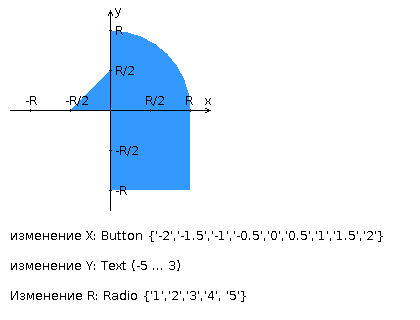 y
R
R/2
-R -R/2 R/2 R x
-R/2
-R
изменение X: Button {'-2','-1.5','-1','-0.5','0','0.5','1','1.5','2'}
изменение Y: Text (-5 ... 3)
Изменение R: Radio {'1','2','3','4', '5'}